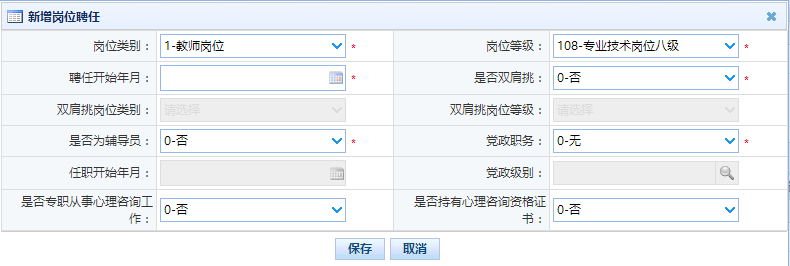 新增岗位聘任
岗位类别： 1-教师岗位 * 岗位等级： 108-专业技术岗位八级 *
聘任开始年月： * 是否双肩挑： 0-否 *
双肩挑岗位类别： 请选择 双肩挑岗位等级： 请选择
是否为辅导员： 0-否 * 党政职务： 0-无 *
任职开始年月： 党政级别：
是否专职从事心理咨询工
作： 0-否 是否持有心理咨询资格证
书： 0-否
保存 取消